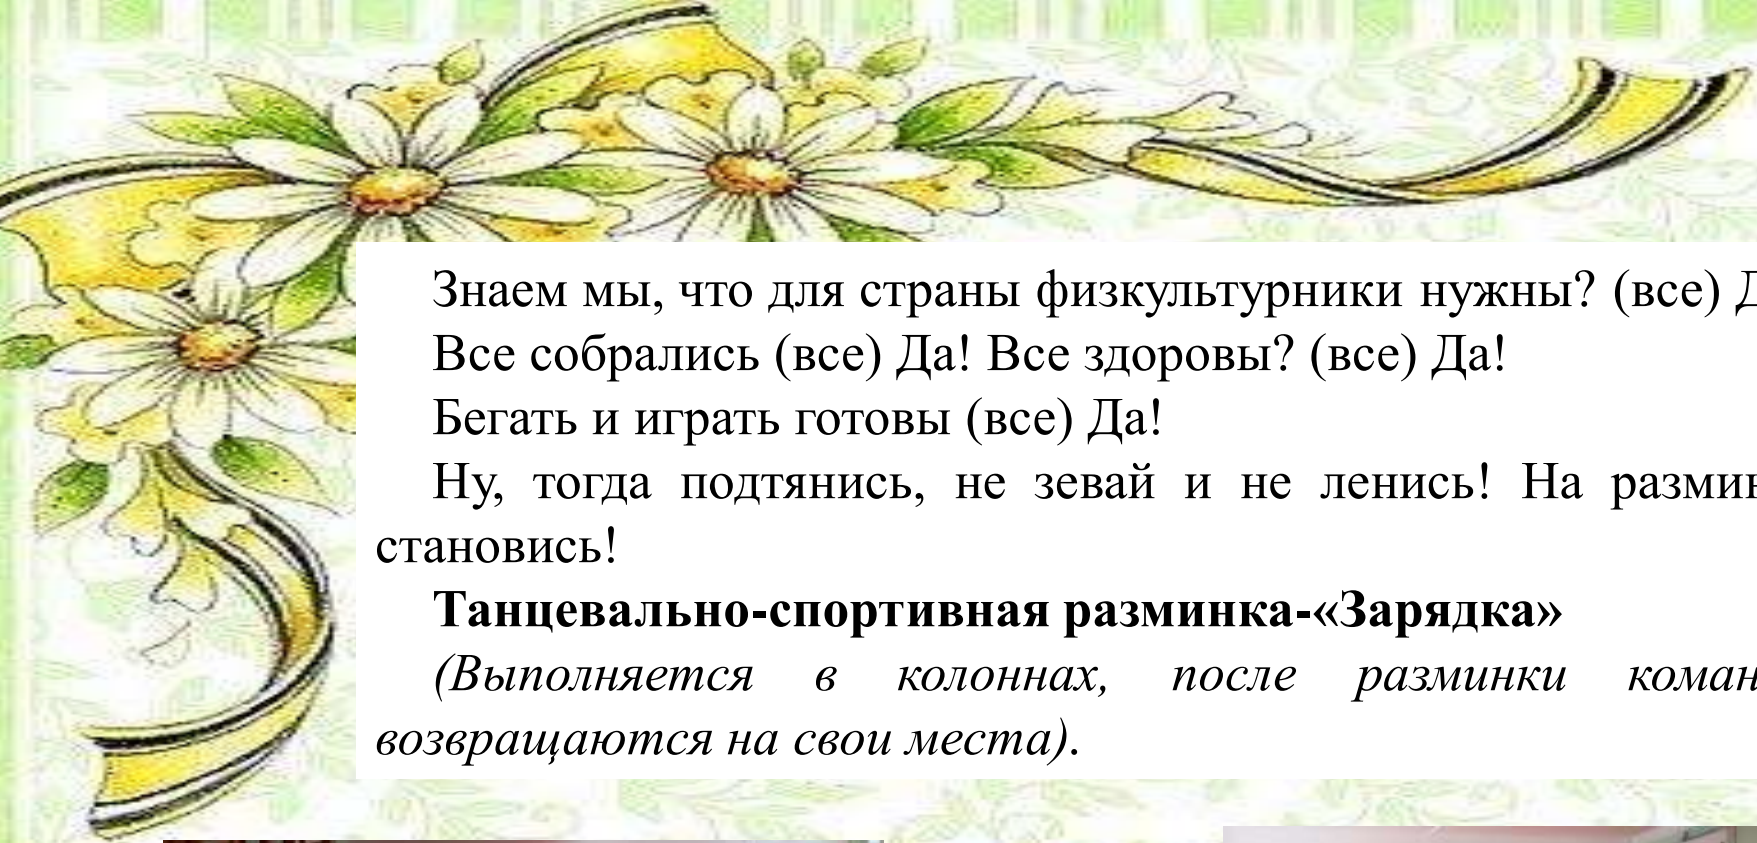 Знаем мы, что для страны физкультурники нужны? (все)
Все собрались (все) Да! Все здоровы? (все) Да!
Бегать и играть готовы (все) Да!
Ну, тогда подтянись, не зевай и не ленись! На
становись!
Танцевально-спортивная разминка-«Зарядка»
(Выполняется в колоннах, после разминки
возвращаются на свои места).